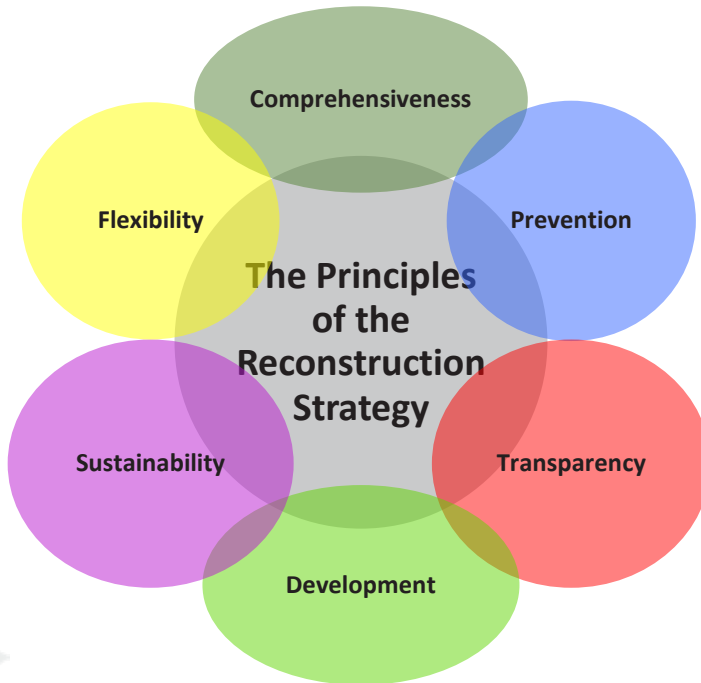 Comprehensiveness
Flexibility
Prevention
The Principles
of the
Reconstruction
Strategy
Sustainability
Transparency
Development